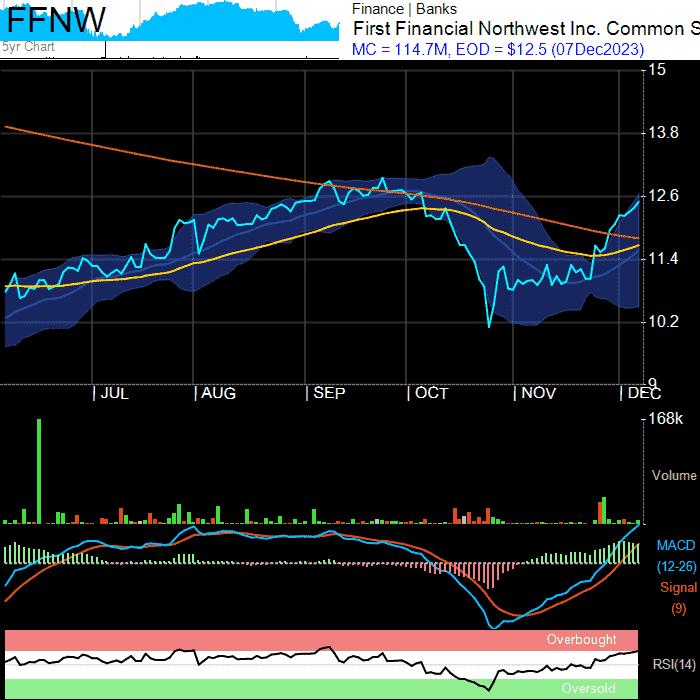 FFNW
5yr Chart
Finance | Banks
First Financial Northwest Inc. Common S
MC = 114.7M, EOD = $12.5 (07Dec2023)
15
13.8
12.6
11.4
10.2
9
JUL
AUG
SEP
OCT
NOV
DEC
168k
Volume
MACD
(12-26)
Signal
(9)
Overbought
RSI(14)
Oversold